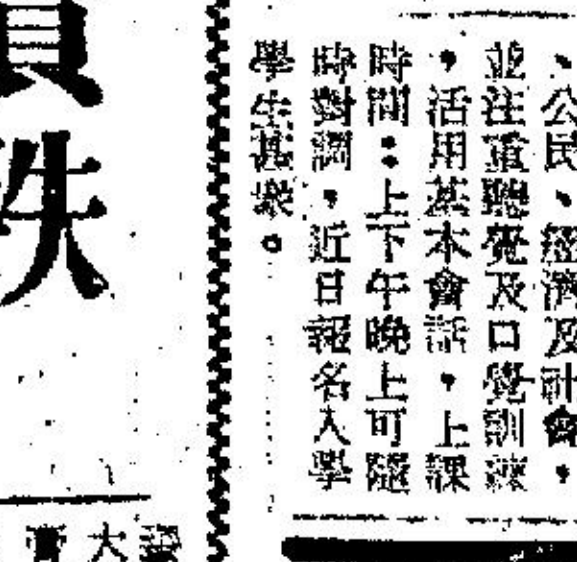 、公民、經濟及社會，
並注重聽覺及口覺訓練
，活用基本會話，上課
時間：上下午晚上可隨
時對調，近日報名入學
學生甚衆。
大